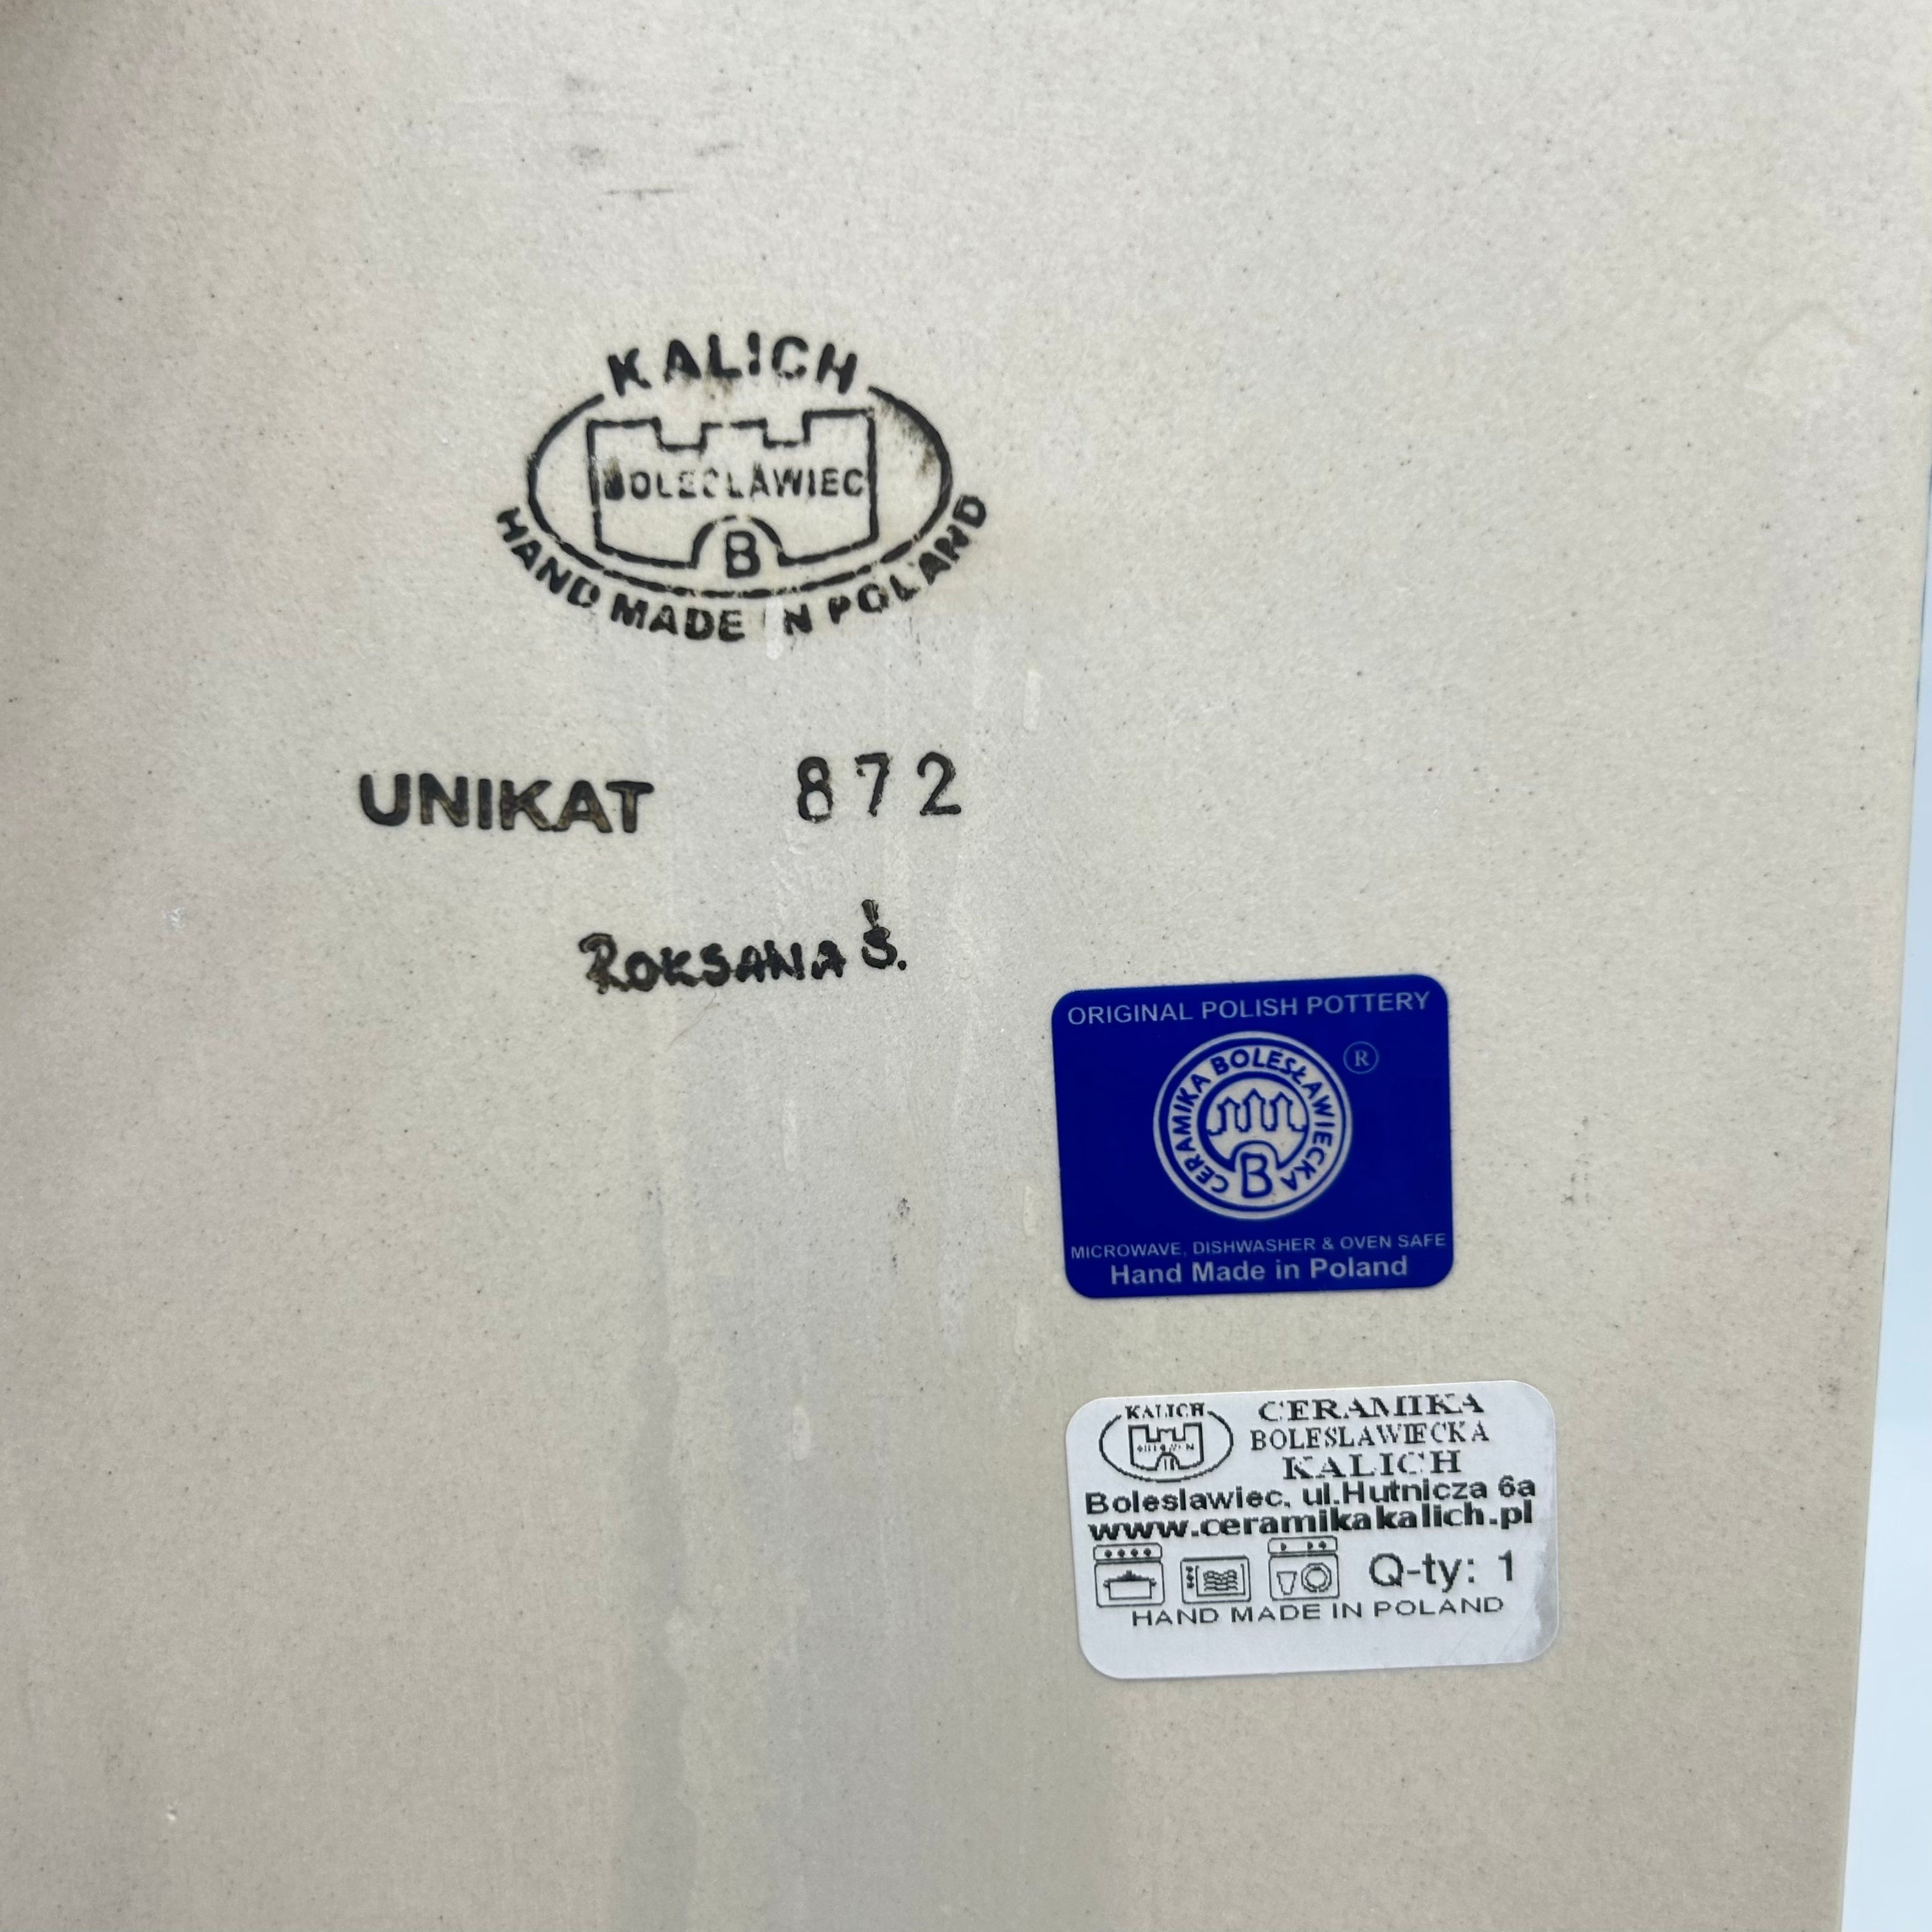 KALICH
BOLESLAWIEC
B
HAND MADE IN POLAND
UNIKAT 872
ROKSANA Ś.
ORIGINAL POLISH POTTERY
CERAMIKA BOLESŁAWIECKA
®
B
MICROWAVE, DISHWASHER & OVEN SAFE
Hand Made in Poland
KALICH
CERAMIKA
BOLESLAWIECKA
KALICH
Boleslawiec, ul.Hutnicza 6a
www.ceramikakalich.pl
Q-ty: 1
HAND MADE IN POLAND